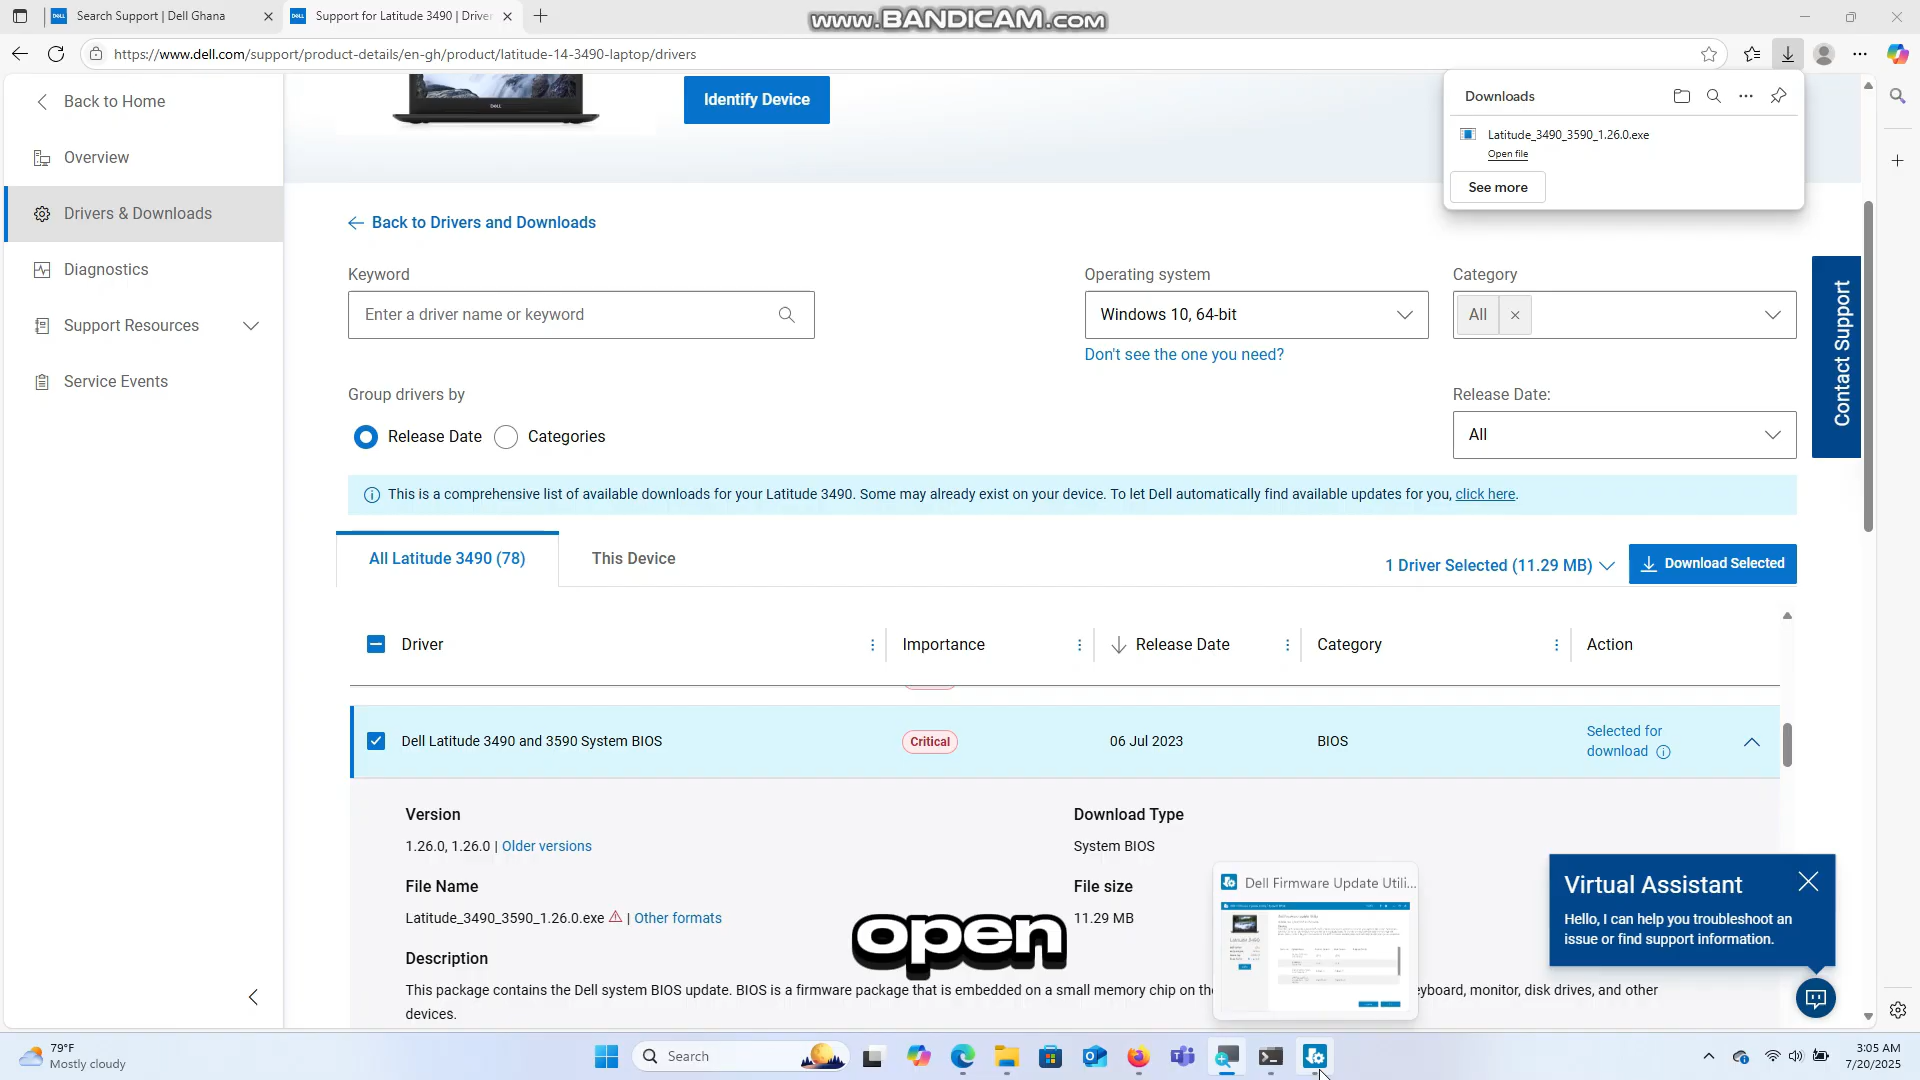 Search Support | Dell Ghana
Support for Latitude 3490 | Driver
www.BANDICAM.com
https://www.dell.com/support/product-details/en-gh/product/latitude-14-3490-laptop/drivers
Back to Home
Overview
Drivers & Downloads
Diagnostics
Support Resources
Service Events
DELL
Identify Device
Downloads
Latitude_3490_3590_1.26.0.exe
Open file
See more
Back to Drivers and Downloads
Keyword
Enter a driver name or keyword
Operating system
Windows 10, 64-bit
Don't see the one you need?
Category
All
Group drivers by
Release Date
Categories
Release Date:
All
Contact Support
This is a comprehensive list of available downloads for your Latitude 3490. Some may already exist on your device. To let Dell automatically find available updates for you, click here.
All Latitude 3490 (78)
This Device
1 Driver Selected (11.29 MB)
Download Selected
Driver Importance Release Date Category Action
Dell Latitude 3490 and 3590 System BIOS Critical 06 Jul 2023 BIOS Selected for
download
Version
1.26.0, 1.26.0 | Older versions
Download Type
System BIOS
File Name
Latitude_3490_3590_1.26.0.exe | Other formats
File size
11.29 MB
Description
This package contains the Dell system BIOS update. BIOS is a firmware package that is embedded on a small memory chip on the
eyboard, monitor, disk drives, and other
devices.
open
Dell Firmware Update Utili...
Virtual Assistant
Hello, I can help you troubleshoot an
issue or find support information.
79°F
Mostly cloudy
Search
3:05 AM
7/20/2025